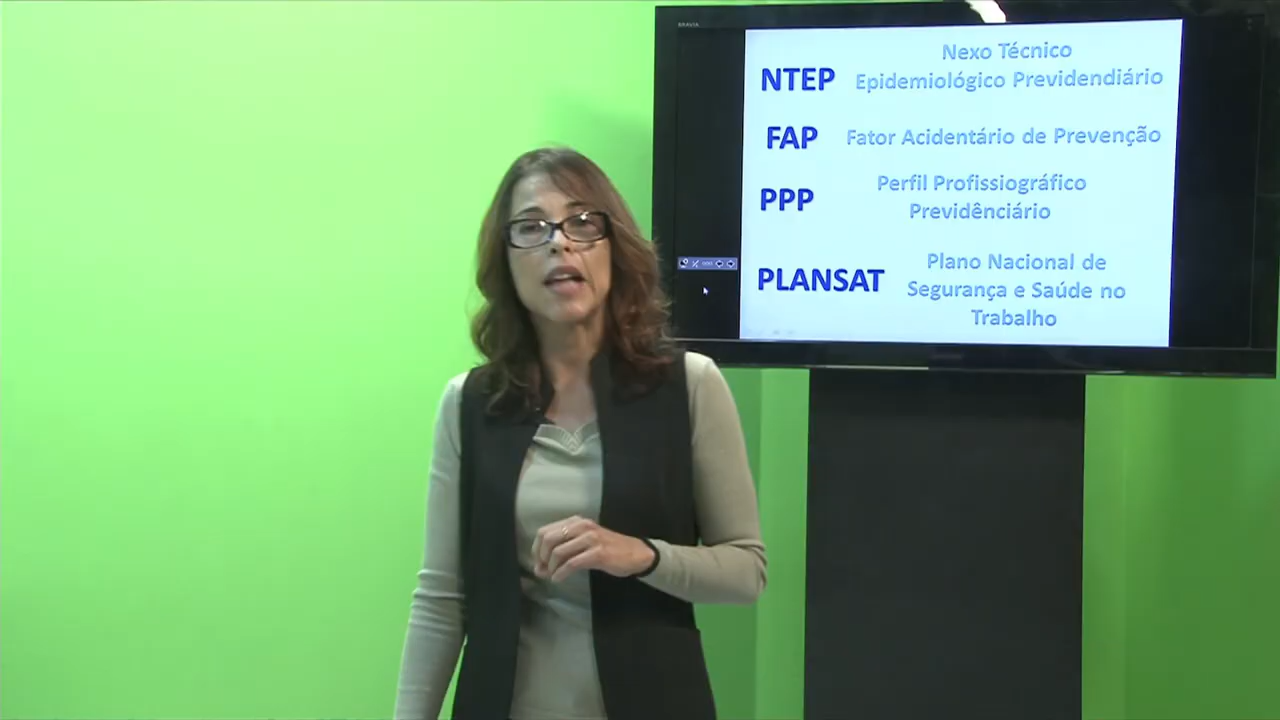 BRAVIA
Nexo Técnico
NTEP Epidemiológico Previdendiário
FAP Fator Acidentário de Prevenção
Perfil Profissiográfico
PPP
Previdênciário
Plano Nacional de
PLANSAT Segurança e Saúde no
Trabalho